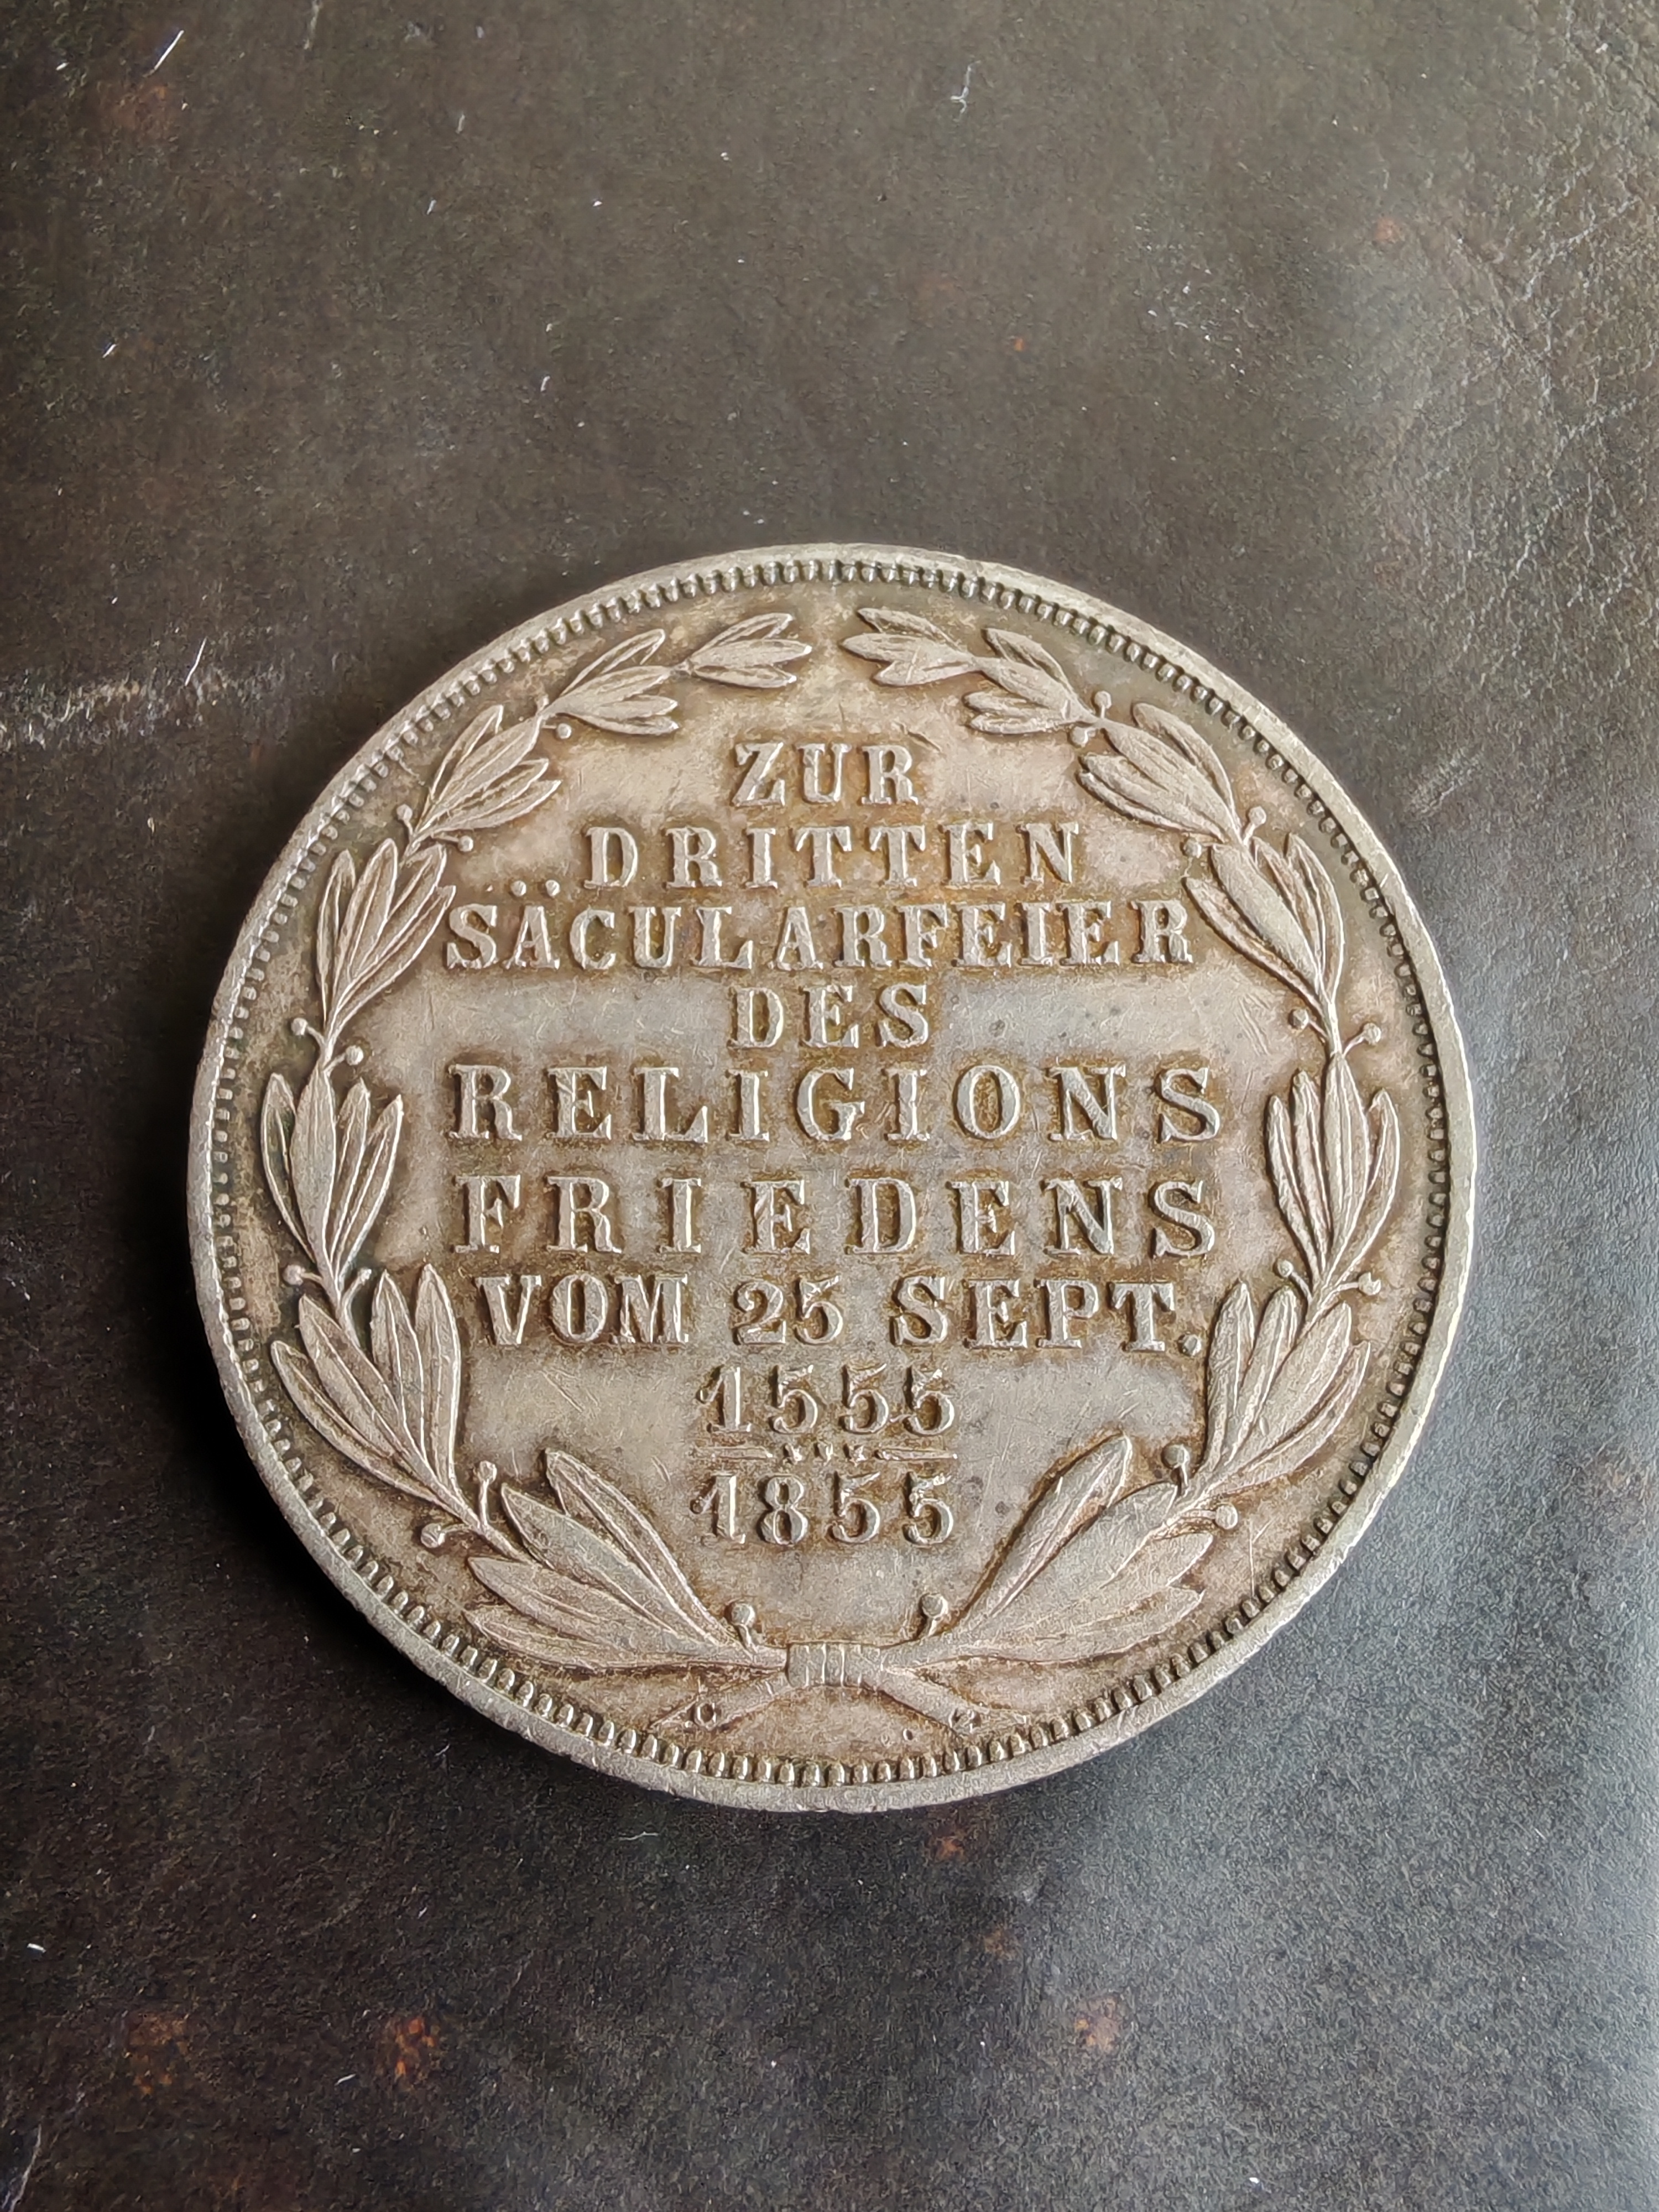 ZUR
DRITTEN
SÄCULARFEIER
DES
RELIGIONS
FRIEDENS
VOM 25 SEPT.
1555
1855